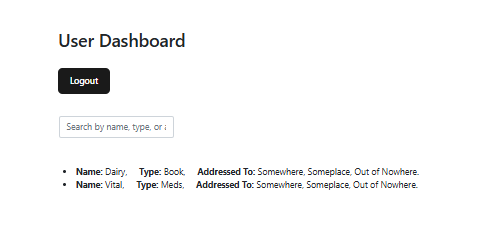 User Dashboard
Logout
Search by name, type, or a
Name: Dairy, Type: Book, Addressed To: Somewhere, Someplace, Out of Nowhere.
Name: Vital, Type: Meds, Addressed To: Somewhere, Someplace, Out of Nowhere.